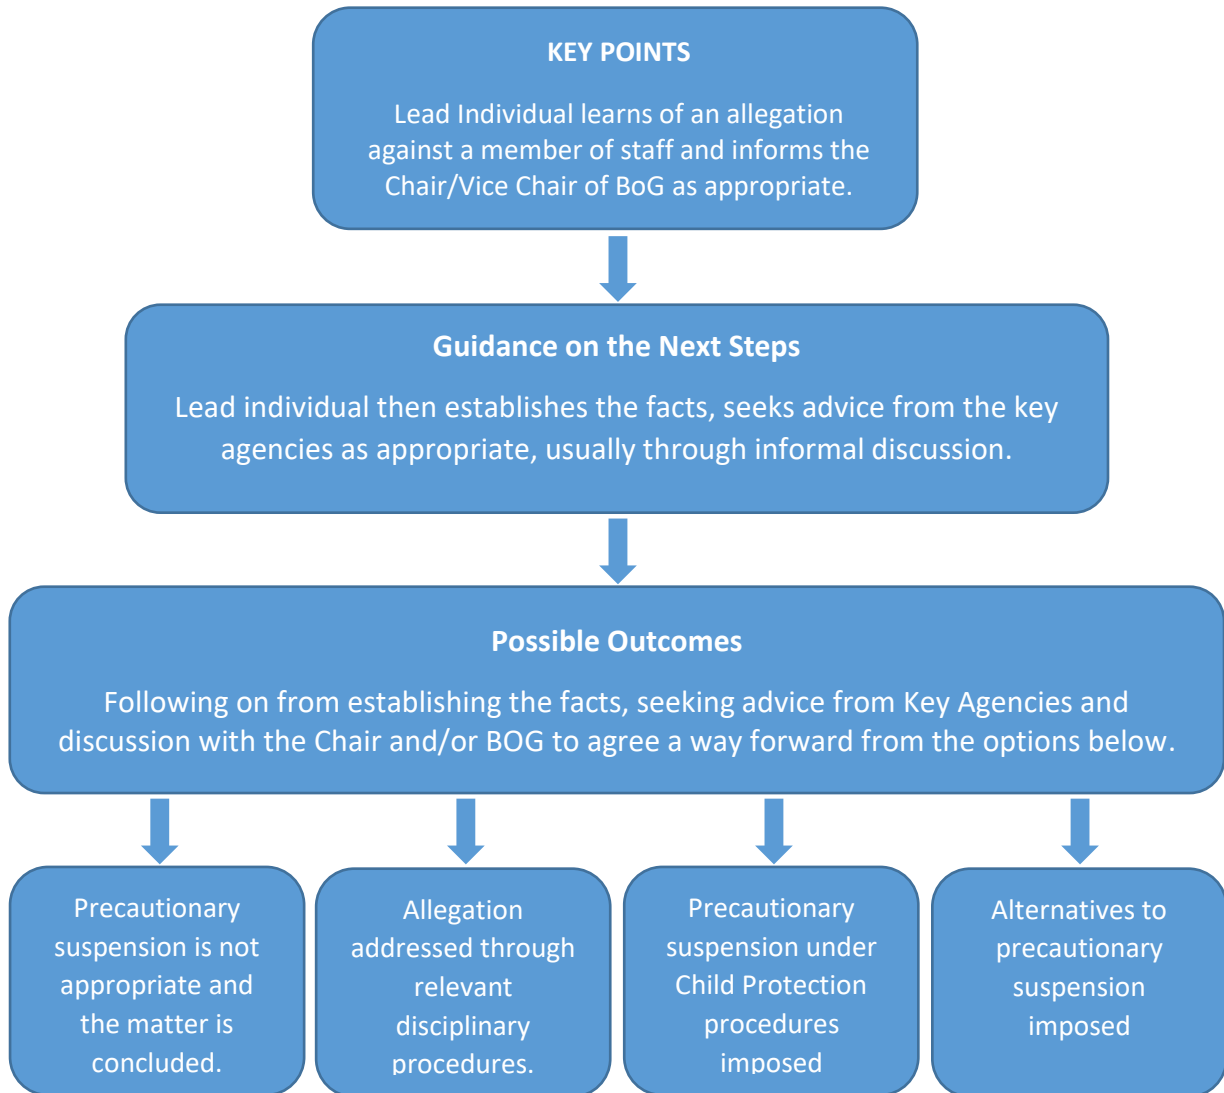 KEY POINTS
Lead Individual learns of an allegation
against a member of staff and informs the
Chair/Vice Chair of BoG as appropriate.
Guidance on the Next Steps
Lead individual then establishes the facts, seeks advice from the key
agencies as appropriate, usually through informal discussion.
Possible Outcomes
Following on from establishing the facts, seeking advice from Key Agencies and
discussion with the Chair and/or BOG to agree a way forward from the options below.
Precautionary
suspension is not
appropriate and
the matter is
concluded.
Allegation
addressed through
relevant
disciplinary
procedures.
Precautionary
suspension under
Child Protection
procedures
imposed
Alternatives to
precautionary
suspension
imposed